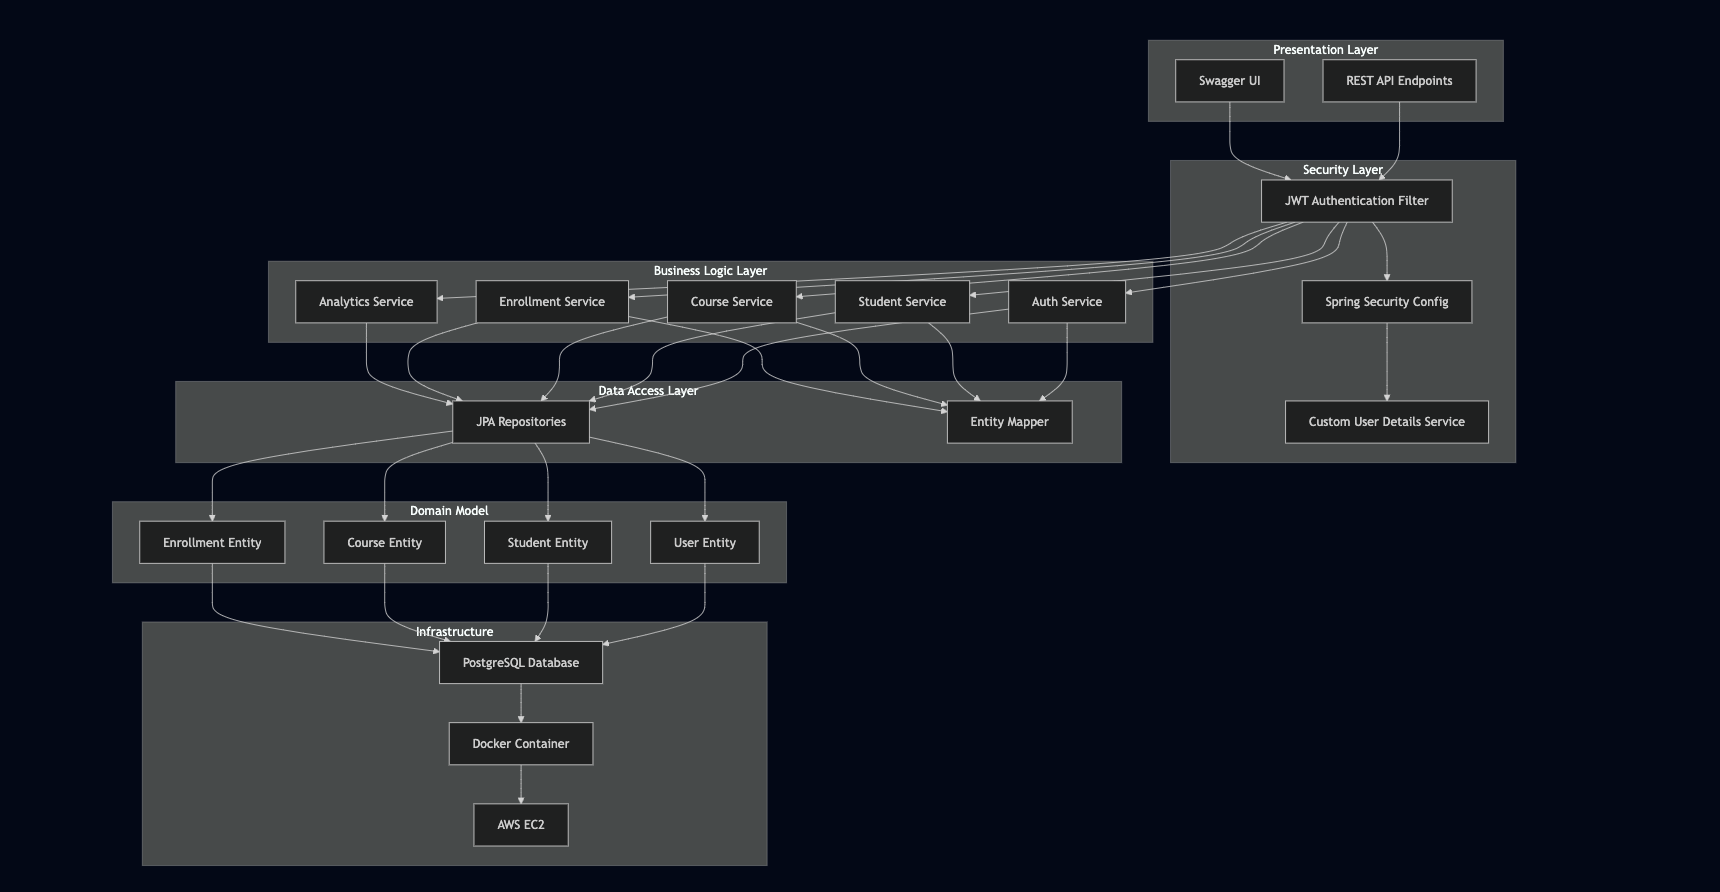 Presentation Layer
Swagger UI
REST API Endpoints
Security Layer
JWT Authentication Filter
Business Logic Layer
Analytics Service
Enrollment Service
Course Service
Student Service
Auth Service
Spring Security Config
Data Access Layer
JPA Repositories
Entity Mapper
Custom User Details Service
Domain Model
Enrollment Entity
Course Entity
Student Entity
User Entity
Infrastructure
PostgreSQL Database
Docker Container
AWS EC2